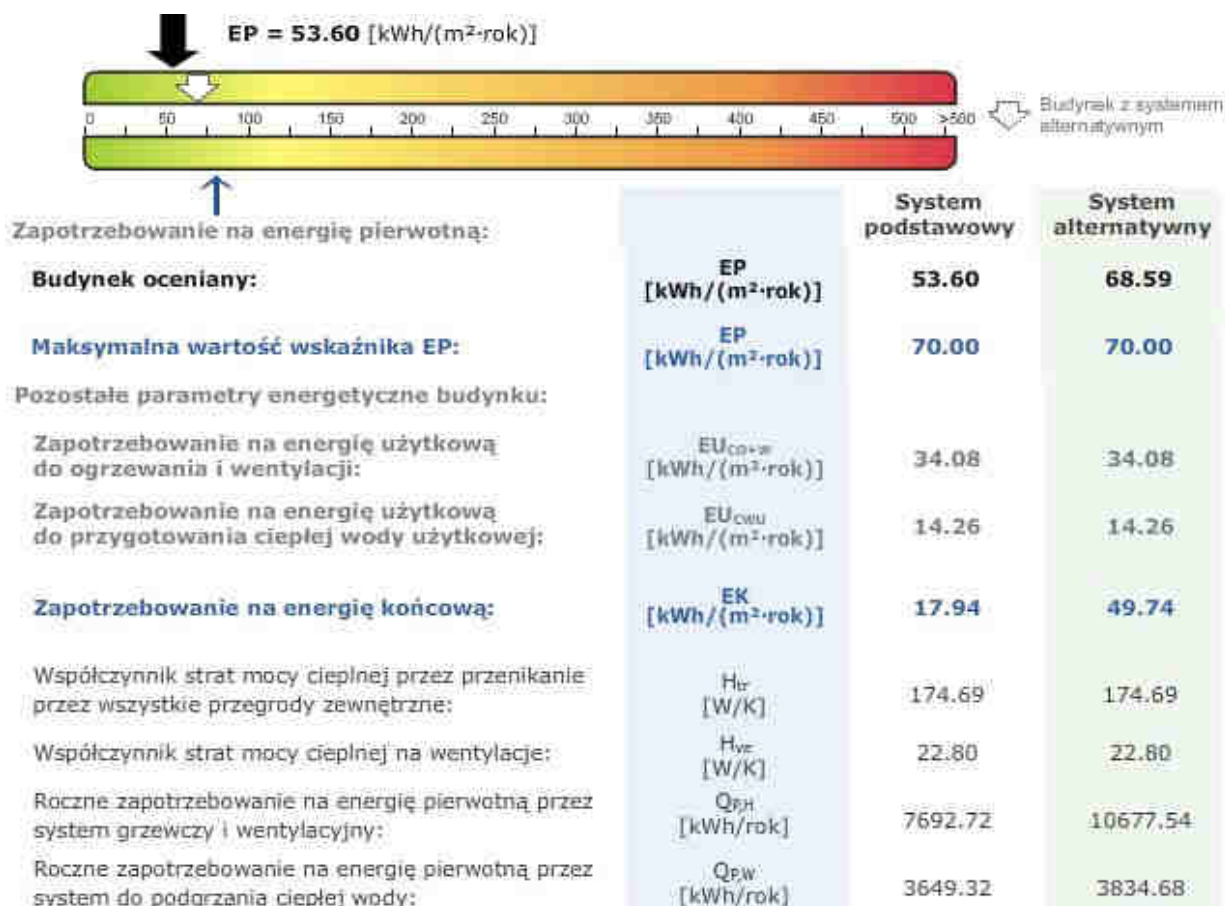 EP = 53.60 [kWh/(m²·rok)]
0 50 100 150 200 250 300 350 400 450 500 >560
Budynek z systemem
alternatywnym
System
podstawowy
System
alternatywny
Zapotrzebowanie na energię pierwotną:
Budynek oceniany:
EP
[kWh/(m²·rok)]
53.60
68.59
Maksymalna wartość wskaźnika EP:
EP
[kWh/(m²·rok)]
70.00
70.00
Pozostałe parametry energetyczne budynku:
Zapotrzebowanie na energię użytkową
do ogrzewania i wentylacji:
EUco+w
[kWh/(m²·rok)]
34.08
34.08
Zapotrzebowanie na energię użytkową
do przygotowania ciepłej wody użytkowej:
EUcwu
[kWh/(m²·rok)]
14.26
14.26
Zapotrzebowanie na energię końcową:
EK
[kWh/(m²·rok)]
17.94
49.74
Współczynnik strat mocy cieplnej przez przenikanie
przez wszystkie przegrody zewnętrzne:
Htr
[W/K]
174.69
174.69
Współczynnik strat mocy cieplnej na wentylacje:
Hve
[W/K]
22.80
22.80
Roczne zapotrzebowanie na energię pierwotną przez
system grzewczy i wentylacyjny:
QP,H
[kWh/rok]
7692.72
10677.54
Roczne zapotrzebowanie na energię pierwotną przez
system do podgrzania ciepłej wody:
QP,W
[kWh/rok]
3649.32
3834.68